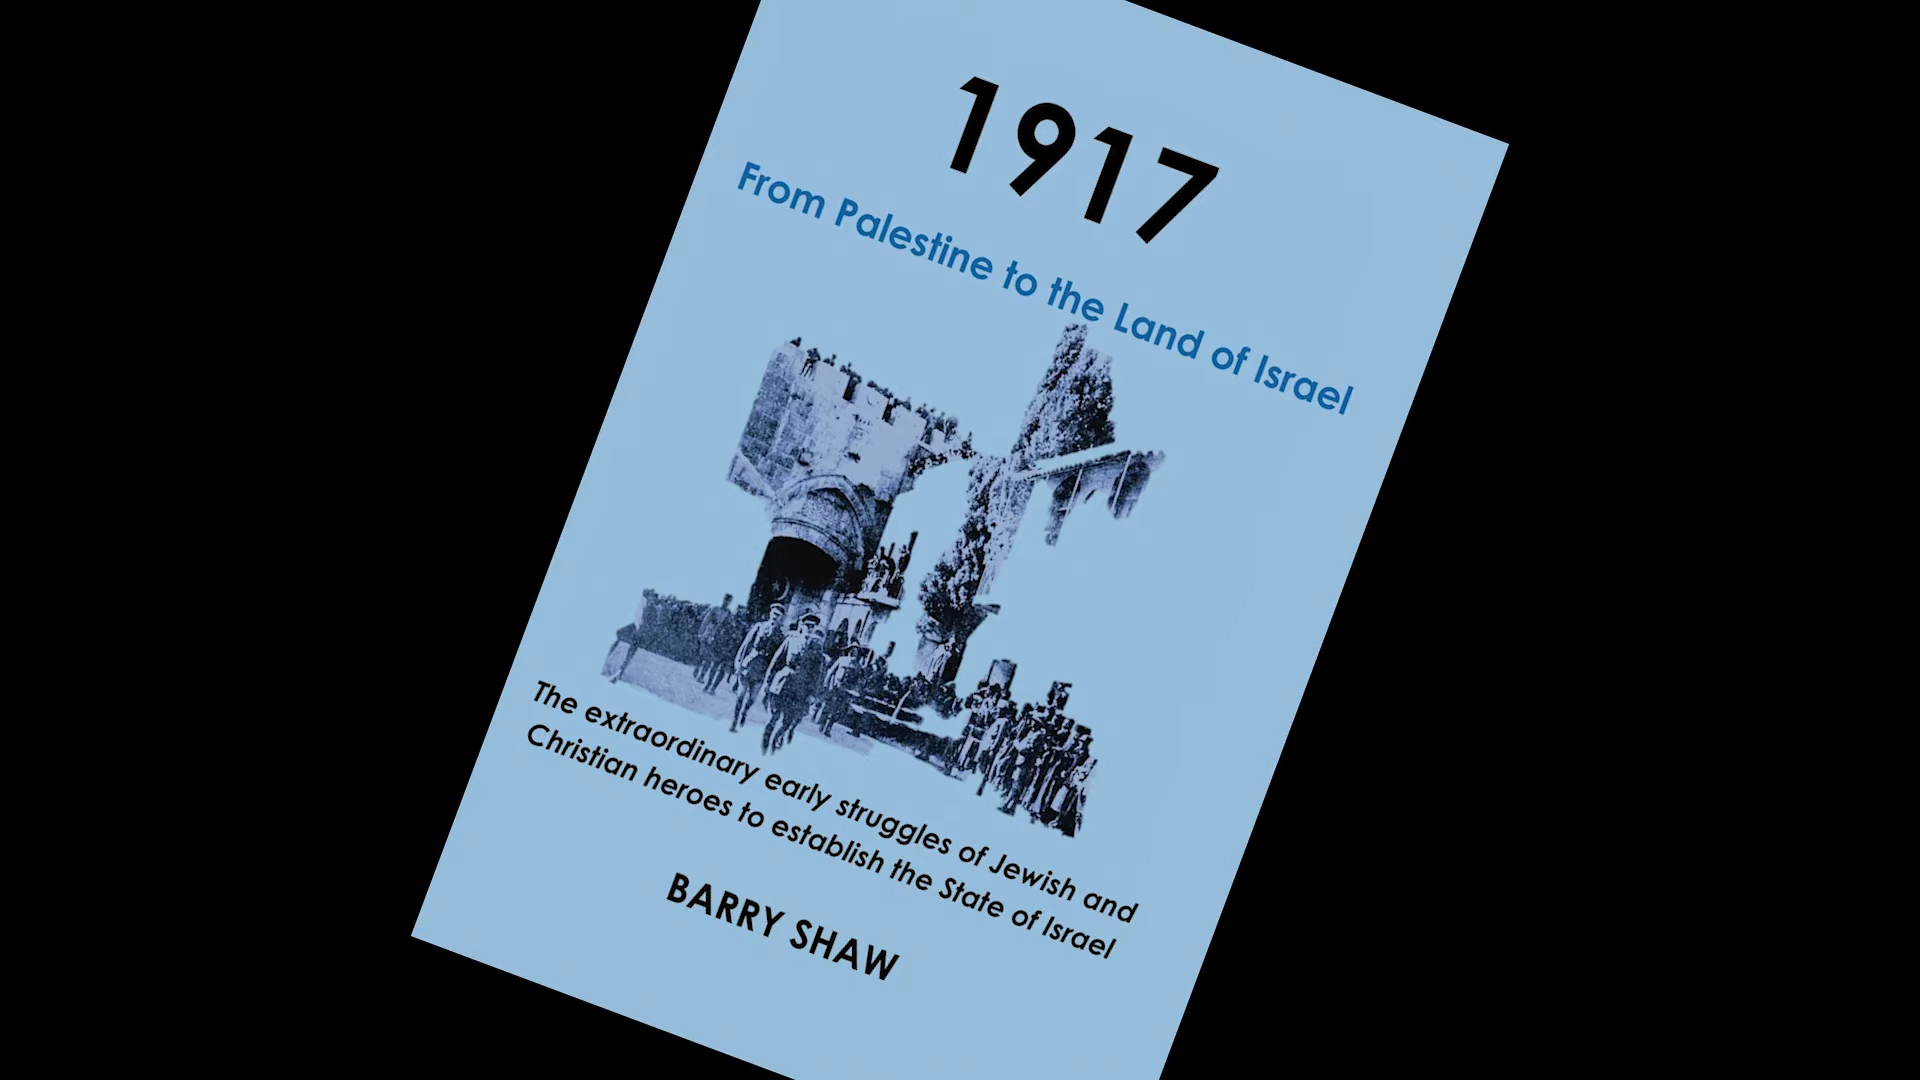 1917
From Palestine to the Land of Israel
The extraordinary early struggles of Jewish and
Christian heroes to establish the State of Israel
BARRY SHAW